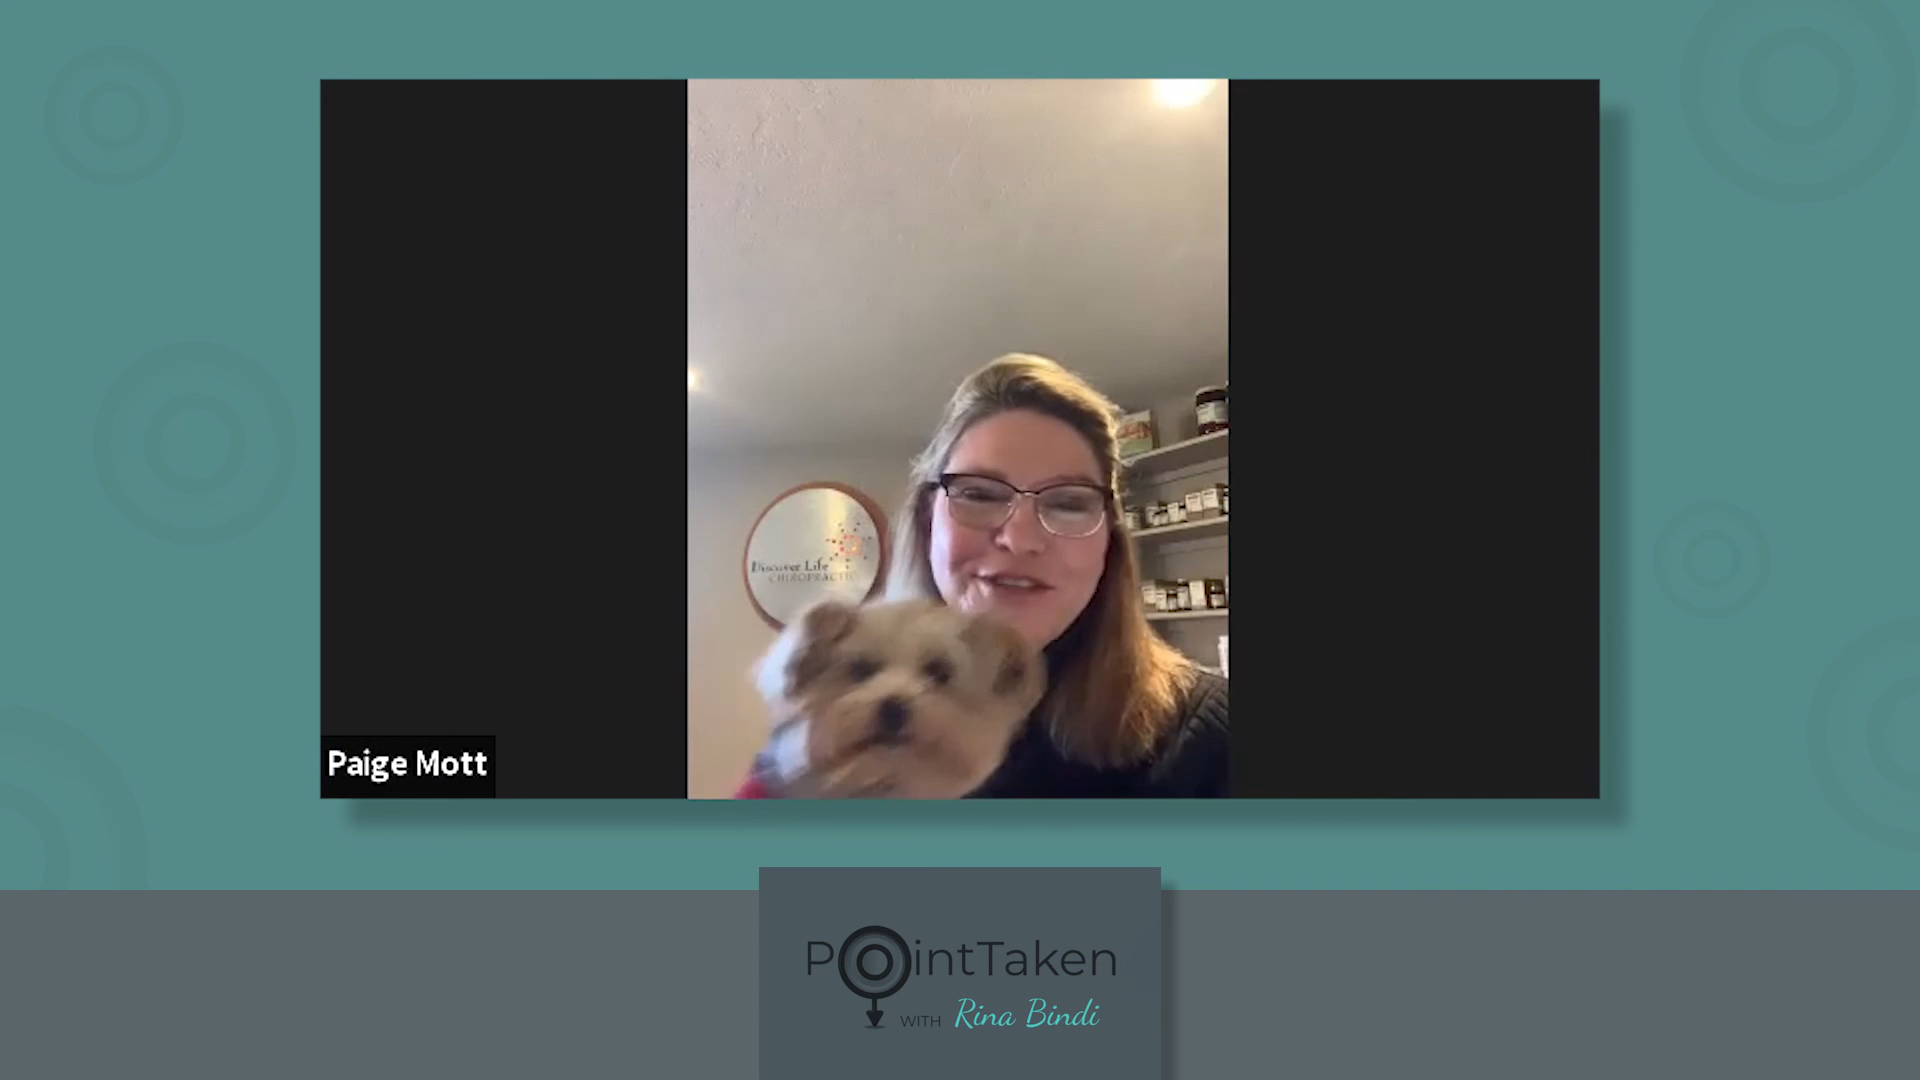 Discover Life
CHIROPRACTIC
Paige Mott
PointTaken
WITH Rina Bindi